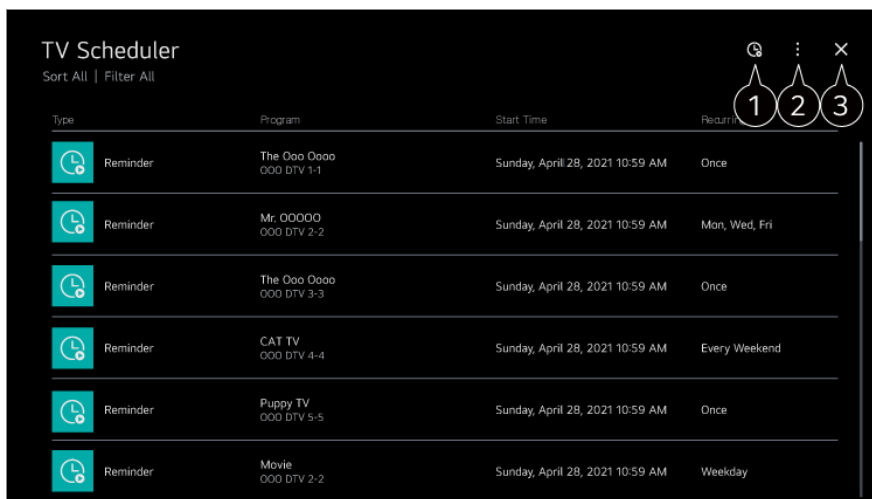 TV Scheduler
Sort All | Filter All
1 2 3
Type Program Start Time Recurring
Reminder The Ooo Oooo Sunday, April 28, 2021 10:59 AM Once
OOO DTV 1-1
Reminder Mr. OOOOO Sunday, April 28, 2021 10:59 AM Mon, Wed, Fri
OOO DTV 2-2
Reminder The Ooo Oooo Sunday, April 28, 2021 10:59 AM Once
OOO DTV 3-3
Reminder CAT TV Sunday, April 28, 2021 10:59 AM Every Weekend
OOO DTV 4-4
Reminder Puppy TV Sunday, April 28, 2021 10:59 AM Once
OOO DTV 5-5
Reminder Movie Sunday, April 28, 2021 10:59 AM Weekday
OOO DTV 2-2